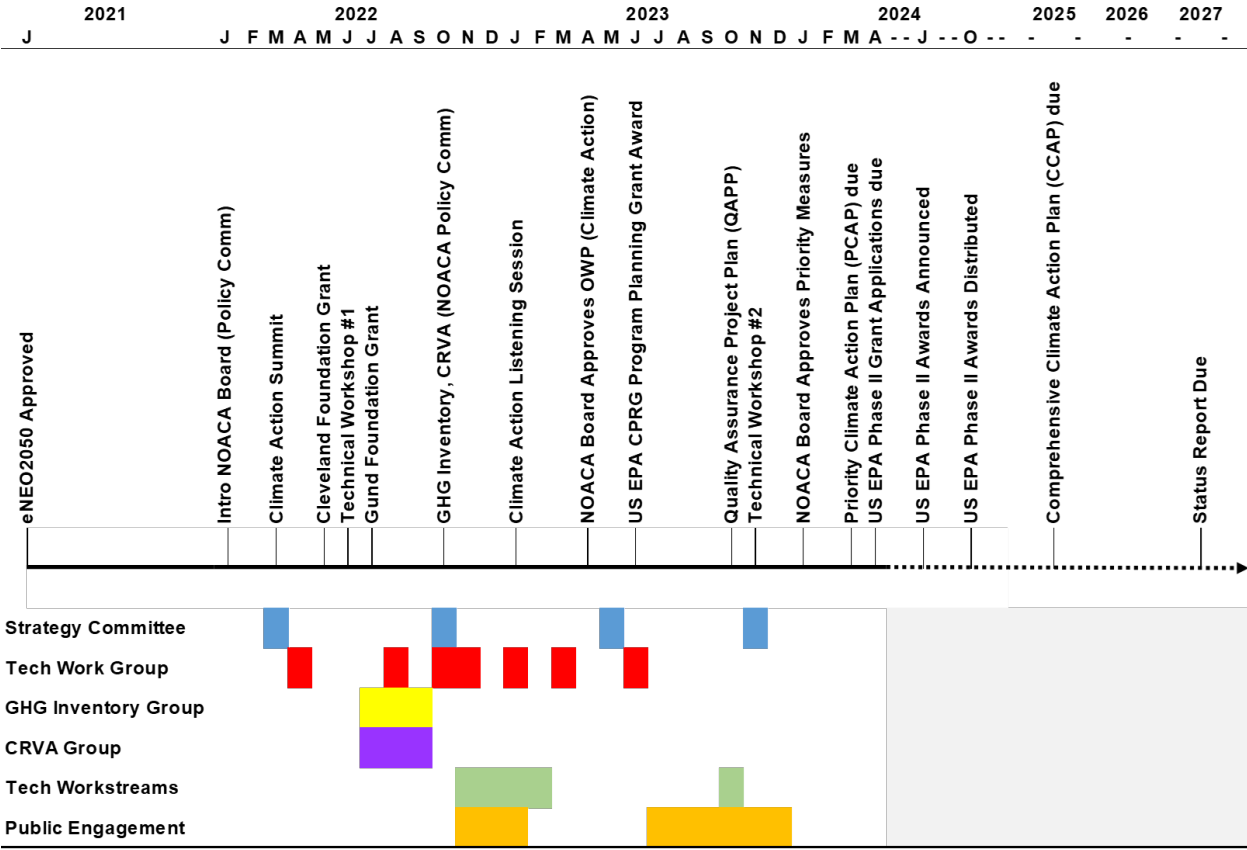 2021 2022 2023 2024 2025 2026 2027
J J F M A M J J A S O N D J F M A M J J A S O N D J F M A - - J - - O - - - - - - -
eNEO2050 Approved
Intro NOACA Board (Policy Comm)
Climate Action Summit
Cleveland Foundation Grant
Technical Workshop #1
Gund Foundation Grant
GHG Inventory, CRVA (NOACA Policy Comm)
Climate Action Listening Session
NOACA Board Approves OWP (Climate Action)
US EPA CPRG Program Planning Grant Award
Quality Assurance Project Plan (QAPP)
Technical Workshop #2
NOACA Board Approves Priority Measures
Priority Climate Action Plan (PCAP) due
US EPA Phase II Grant Applications due
US EPA Phase II Awards Announced
US EPA Phase II Awards Distributed
Comprehensive Climate Action Plan (CCAP) due
Status Report Due
Strategy Committee
Tech Work Group
GHG Inventory Group
CRVA Group
Tech Workstreams
Public Engagement